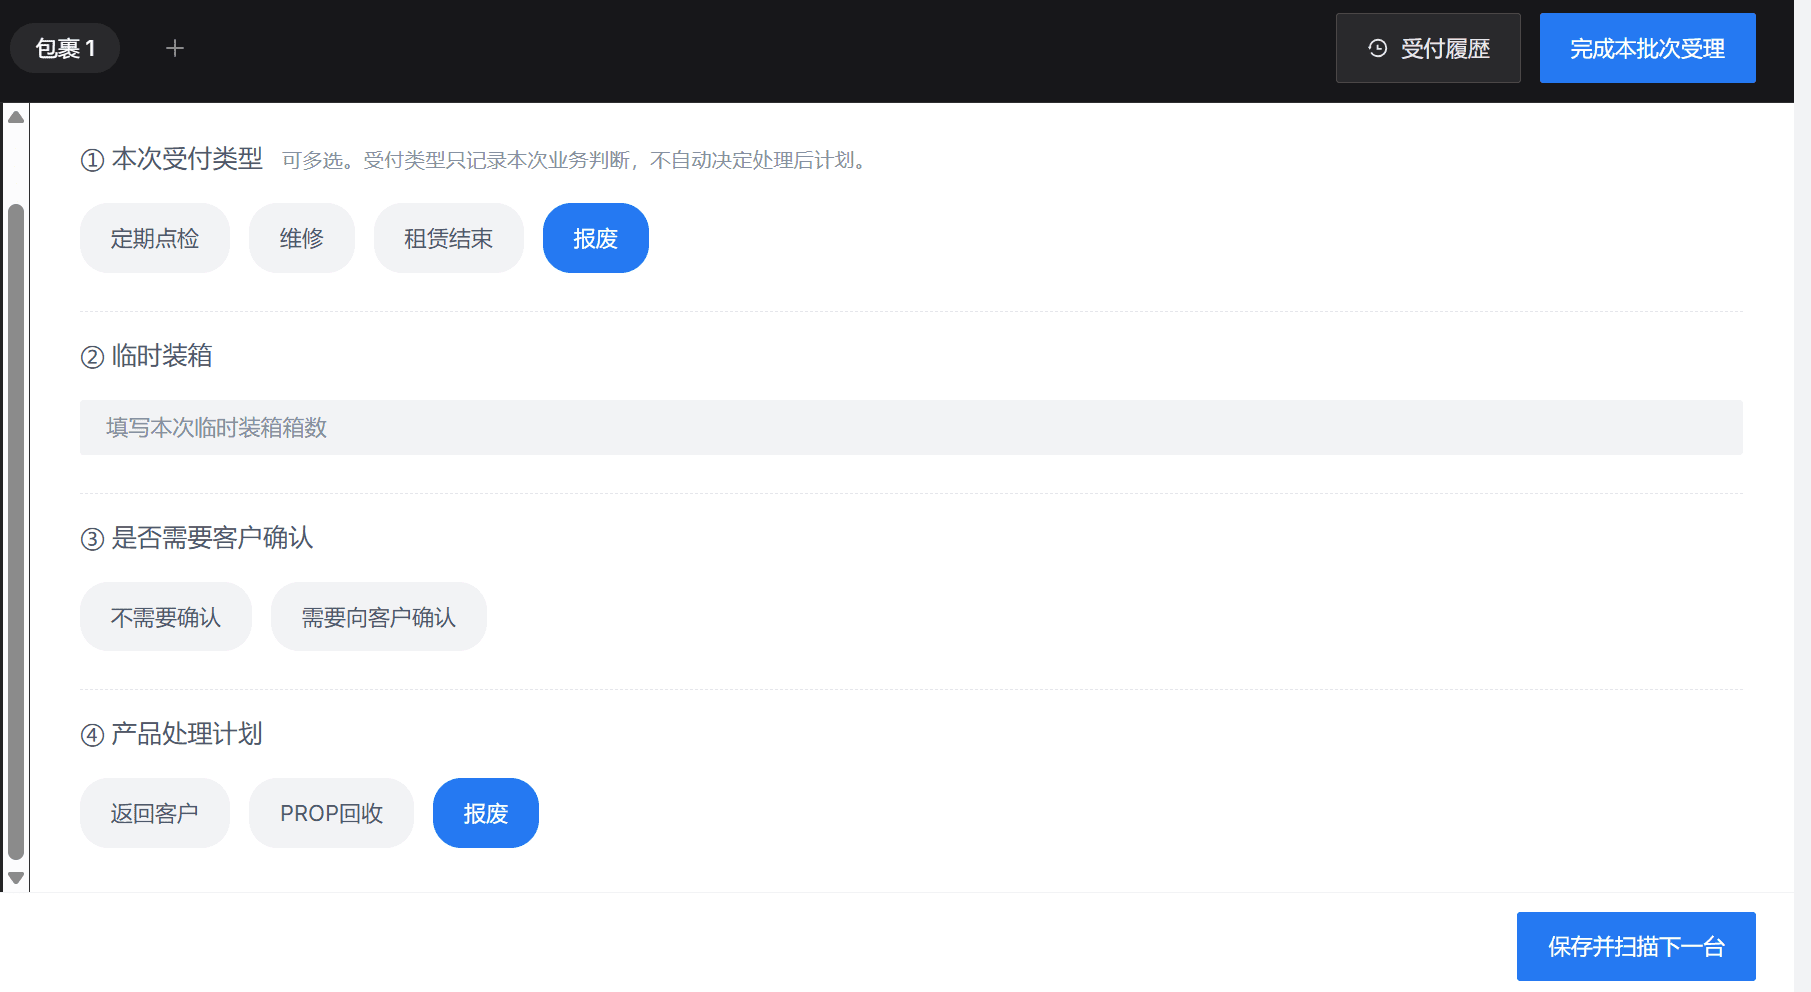 包裹 1
+
受付履歴
完成本批次受理
① 本次受付类型 可多选。受付类型只记录本次业务判断，不自动决定处理后计划。
定期点检 维修 租赁结束 报废
② 临时装箱
填写本次临时装箱箱数
③ 是否需要客户确认
不需要确认 需要向客户确认
④ 产品处理计划
返回客户 PROP回收 报废
保存并扫描下一台